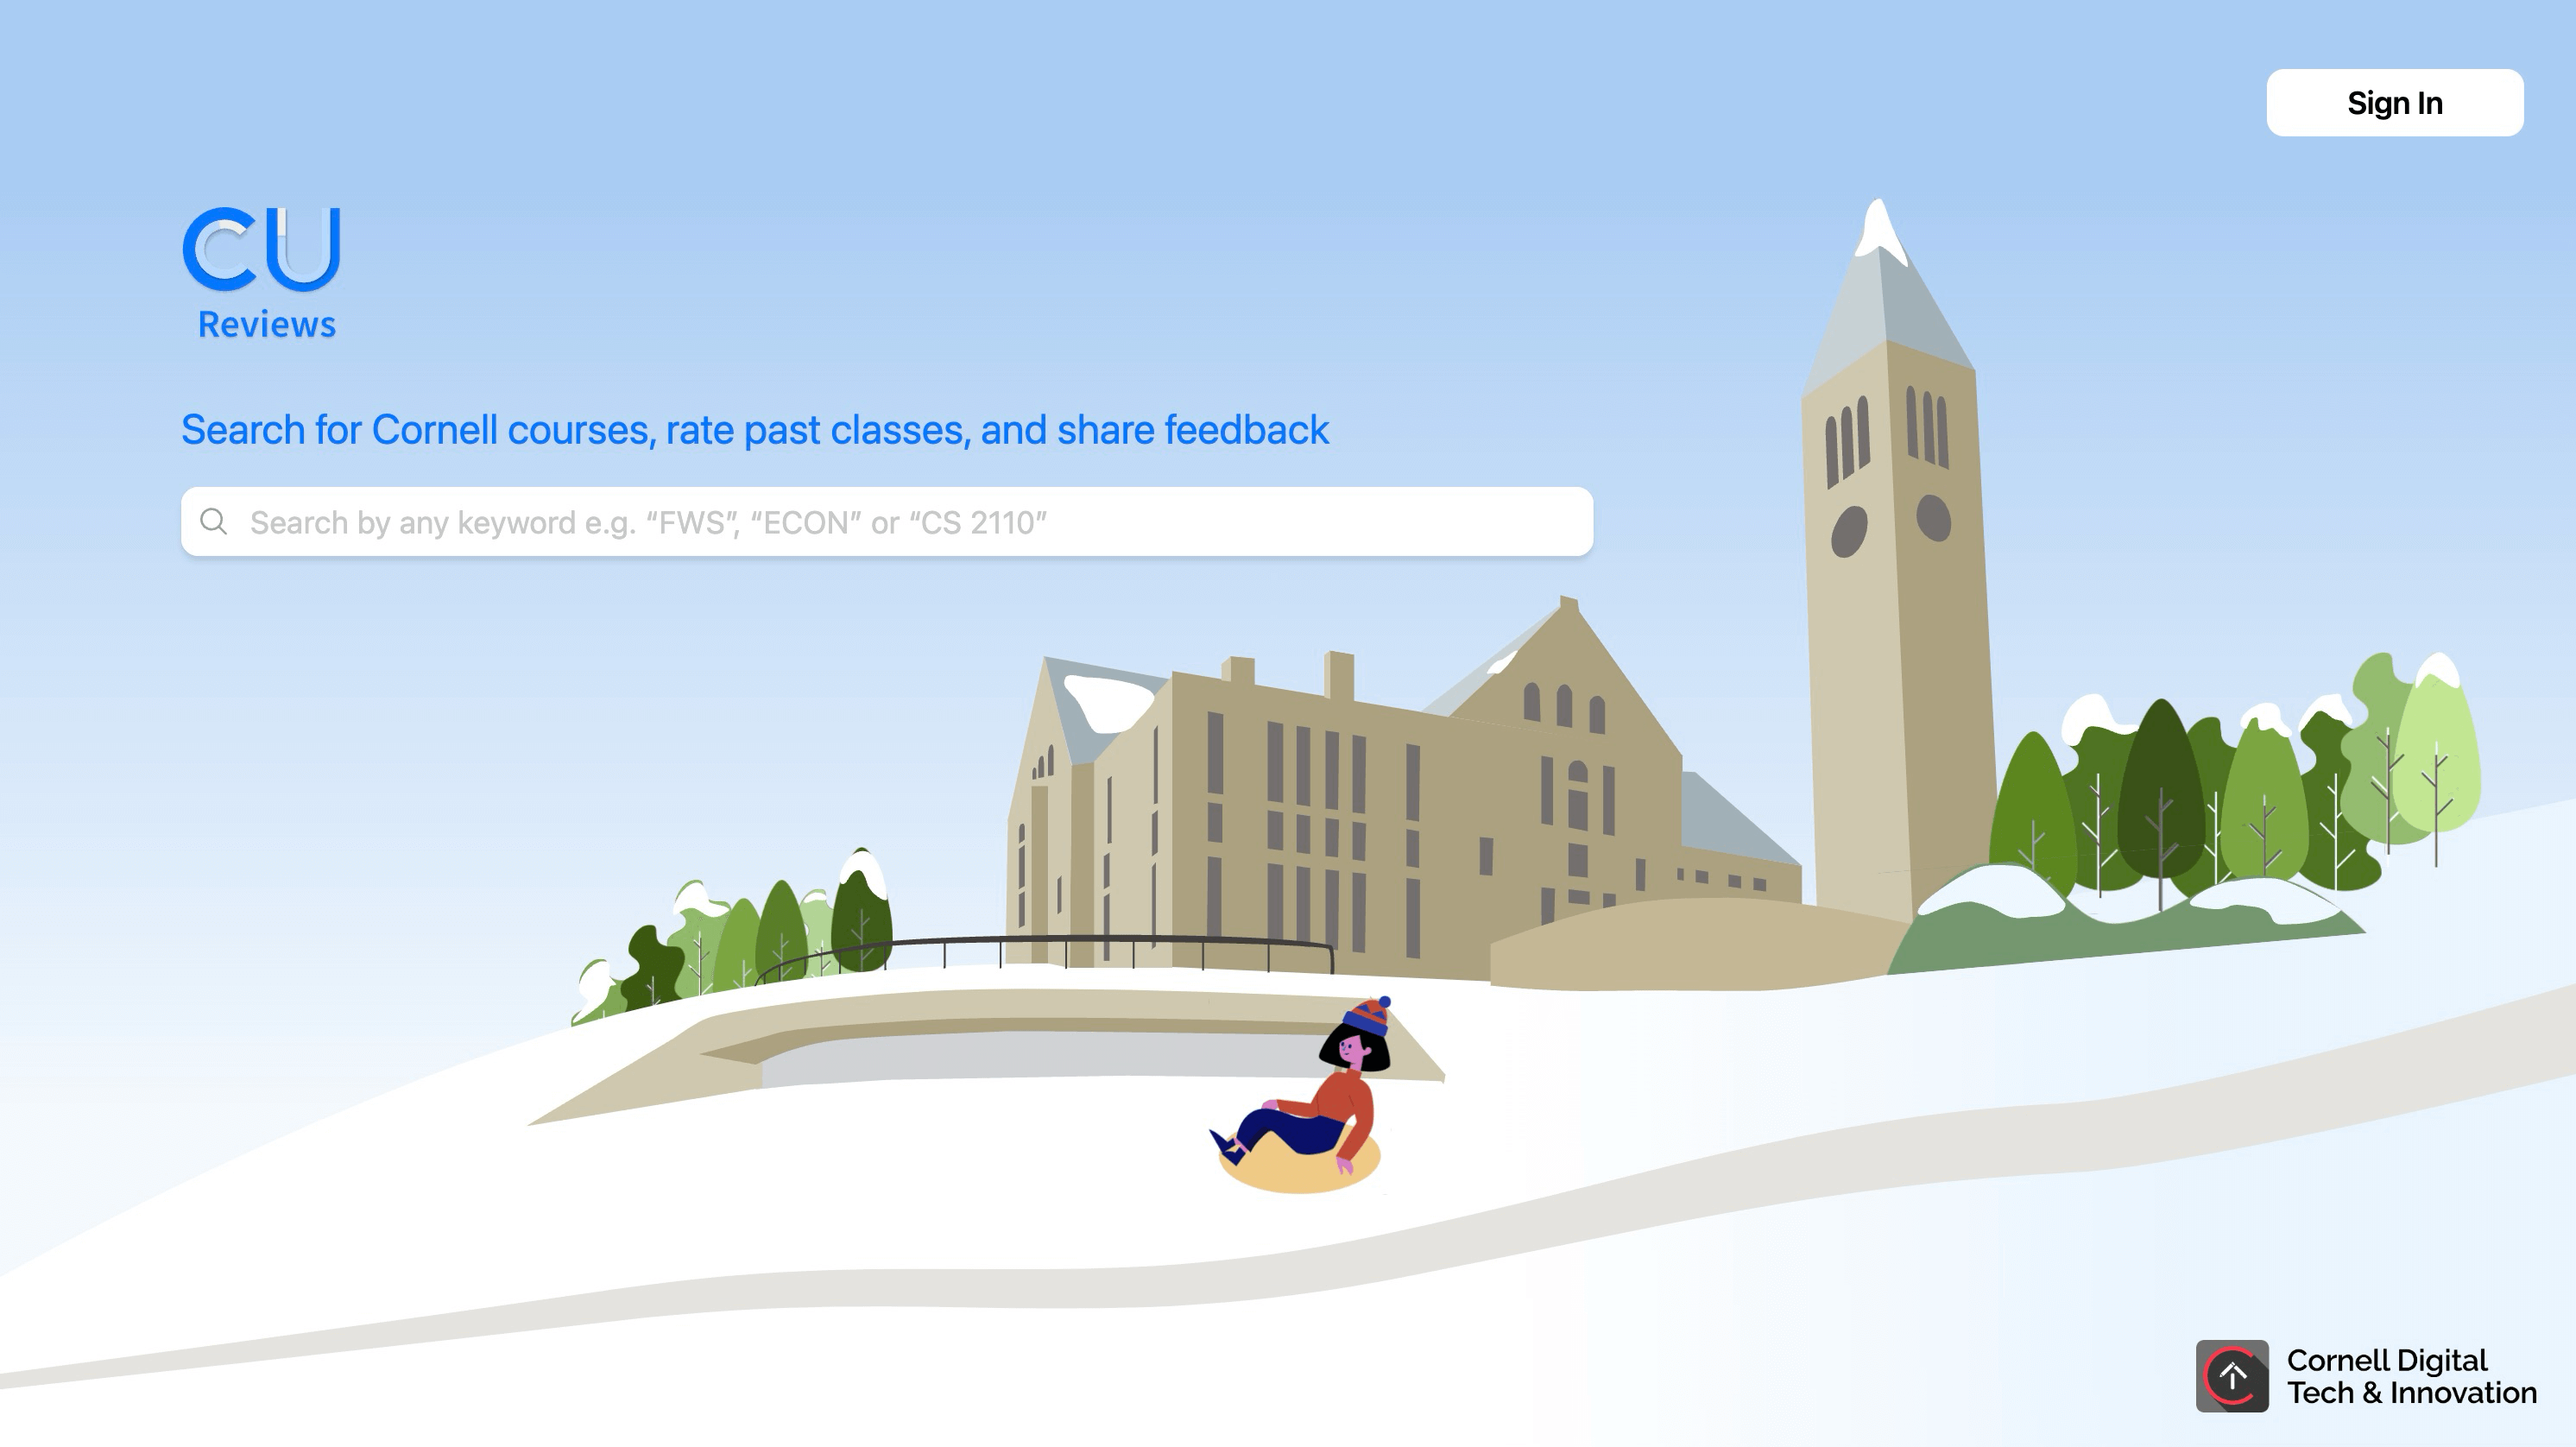 Sign In
CU
Reviews
Search for Cornell courses, rate past classes, and share feedback
Search by any keyword e.g. “FWS”, “ECON” or “CS 2110”
Cornell Digital
Tech & Innovation